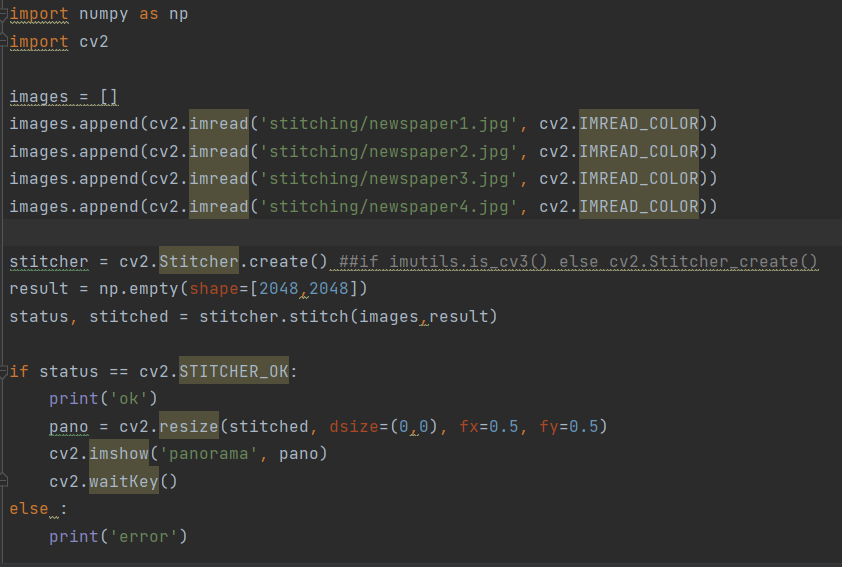 import numpy as np
import cv2
images = []
images.append(cv2.imread('stitching/newspaper1.jpg', cv2.IMREAD_COLOR))
images.append(cv2.imread('stitching/newspaper2.jpg', cv2.IMREAD_COLOR))
images.append(cv2.imread('stitching/newspaper3.jpg', cv2.IMREAD_COLOR))
images.append(cv2.imread('stitching/newspaper4.jpg', cv2.IMREAD_COLOR))
stitcher = cv2.Stitcher.create() ##if imutils.is_cv3() else cv2.Stitcher_create()
result = np.empty(shape=[2048,2048])
status, stitched = stitcher.stitch(images,result)
if status == cv2.STITCHER_OK:
    print('ok')
    pano = cv2.resize(stitched, dsize=(0,0), fx=0.5, fy=0.5)
    cv2.imshow('panorama', pano)
    cv2.waitKey()
else :
    print('error')